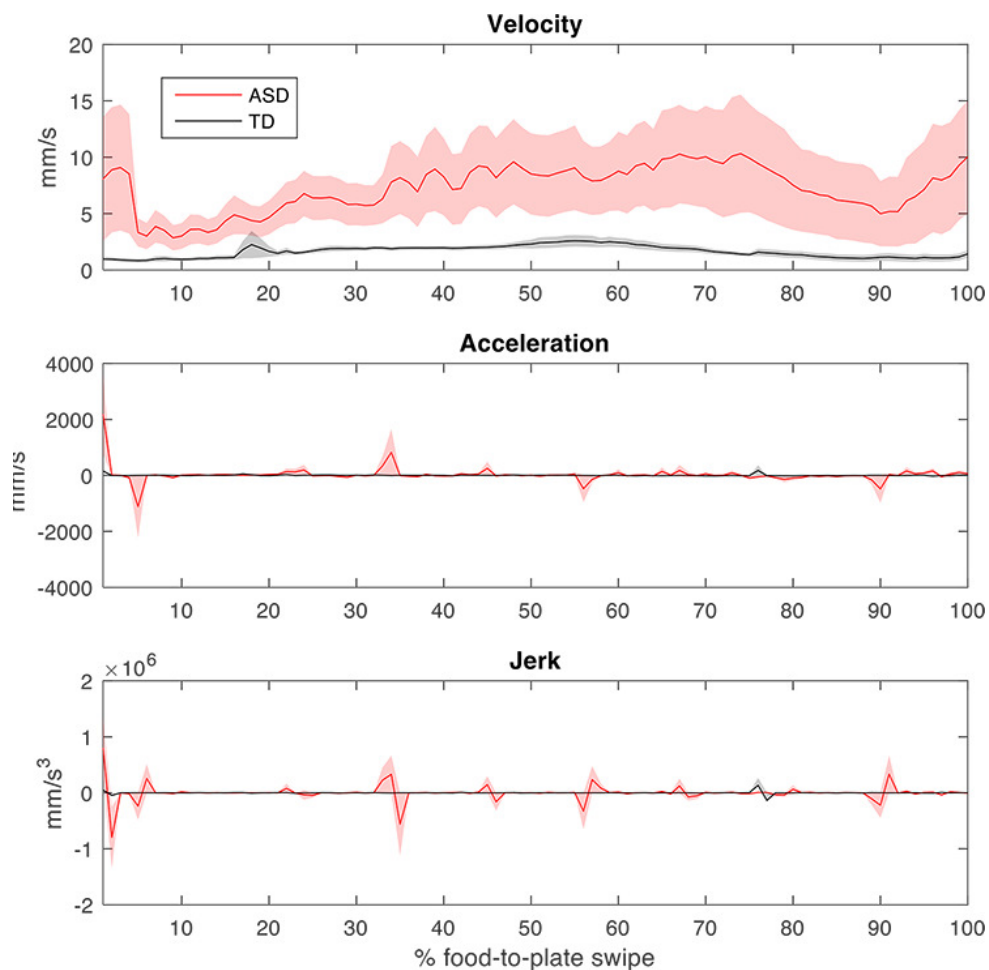 Velocity
20
15
10
5
0
mm/s
ASD
TD
10 20 30 40 50 60 70 80 90 100
Acceleration
4000
2000
0
-2000
-4000
mm/s
10 20 30 40 50 60 70 80 90 100
Jerk
×10⁶
2
1
0
-1
-2
mm/s³
10 20 30 40 50 60 70 80 90 100
% food-to-plate swipe